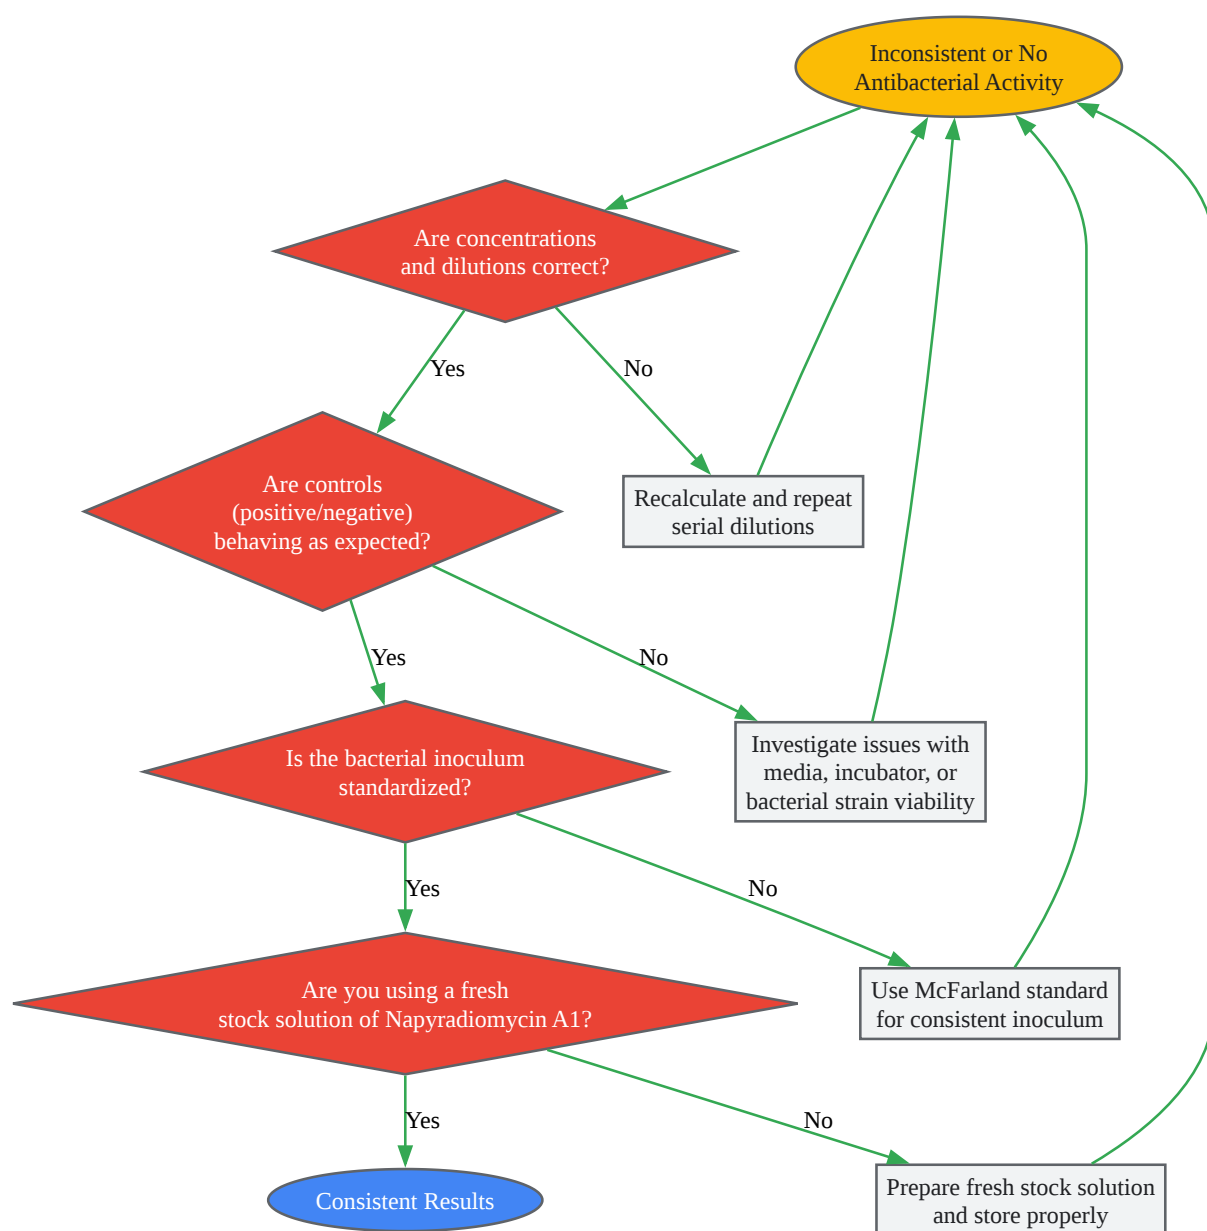 Inconsistent or No
Antibacterial Activity
Are concentrations
and dilutions correct?
Yes
No
Are controls
(positive/negative)
behaving as expected?
Recalculate and repeat
serial dilutions
Yes
No
Is the bacterial inoculum
standardized?
Investigate issues with
media, incubator, or
bacterial strain viability
Yes
No
Are you using a fresh
stock solution of Napyradiomycin A1?
Use McFarland standard
for consistent inoculum
Yes
No
Consistent Results
Prepare fresh stock solution
and store properly